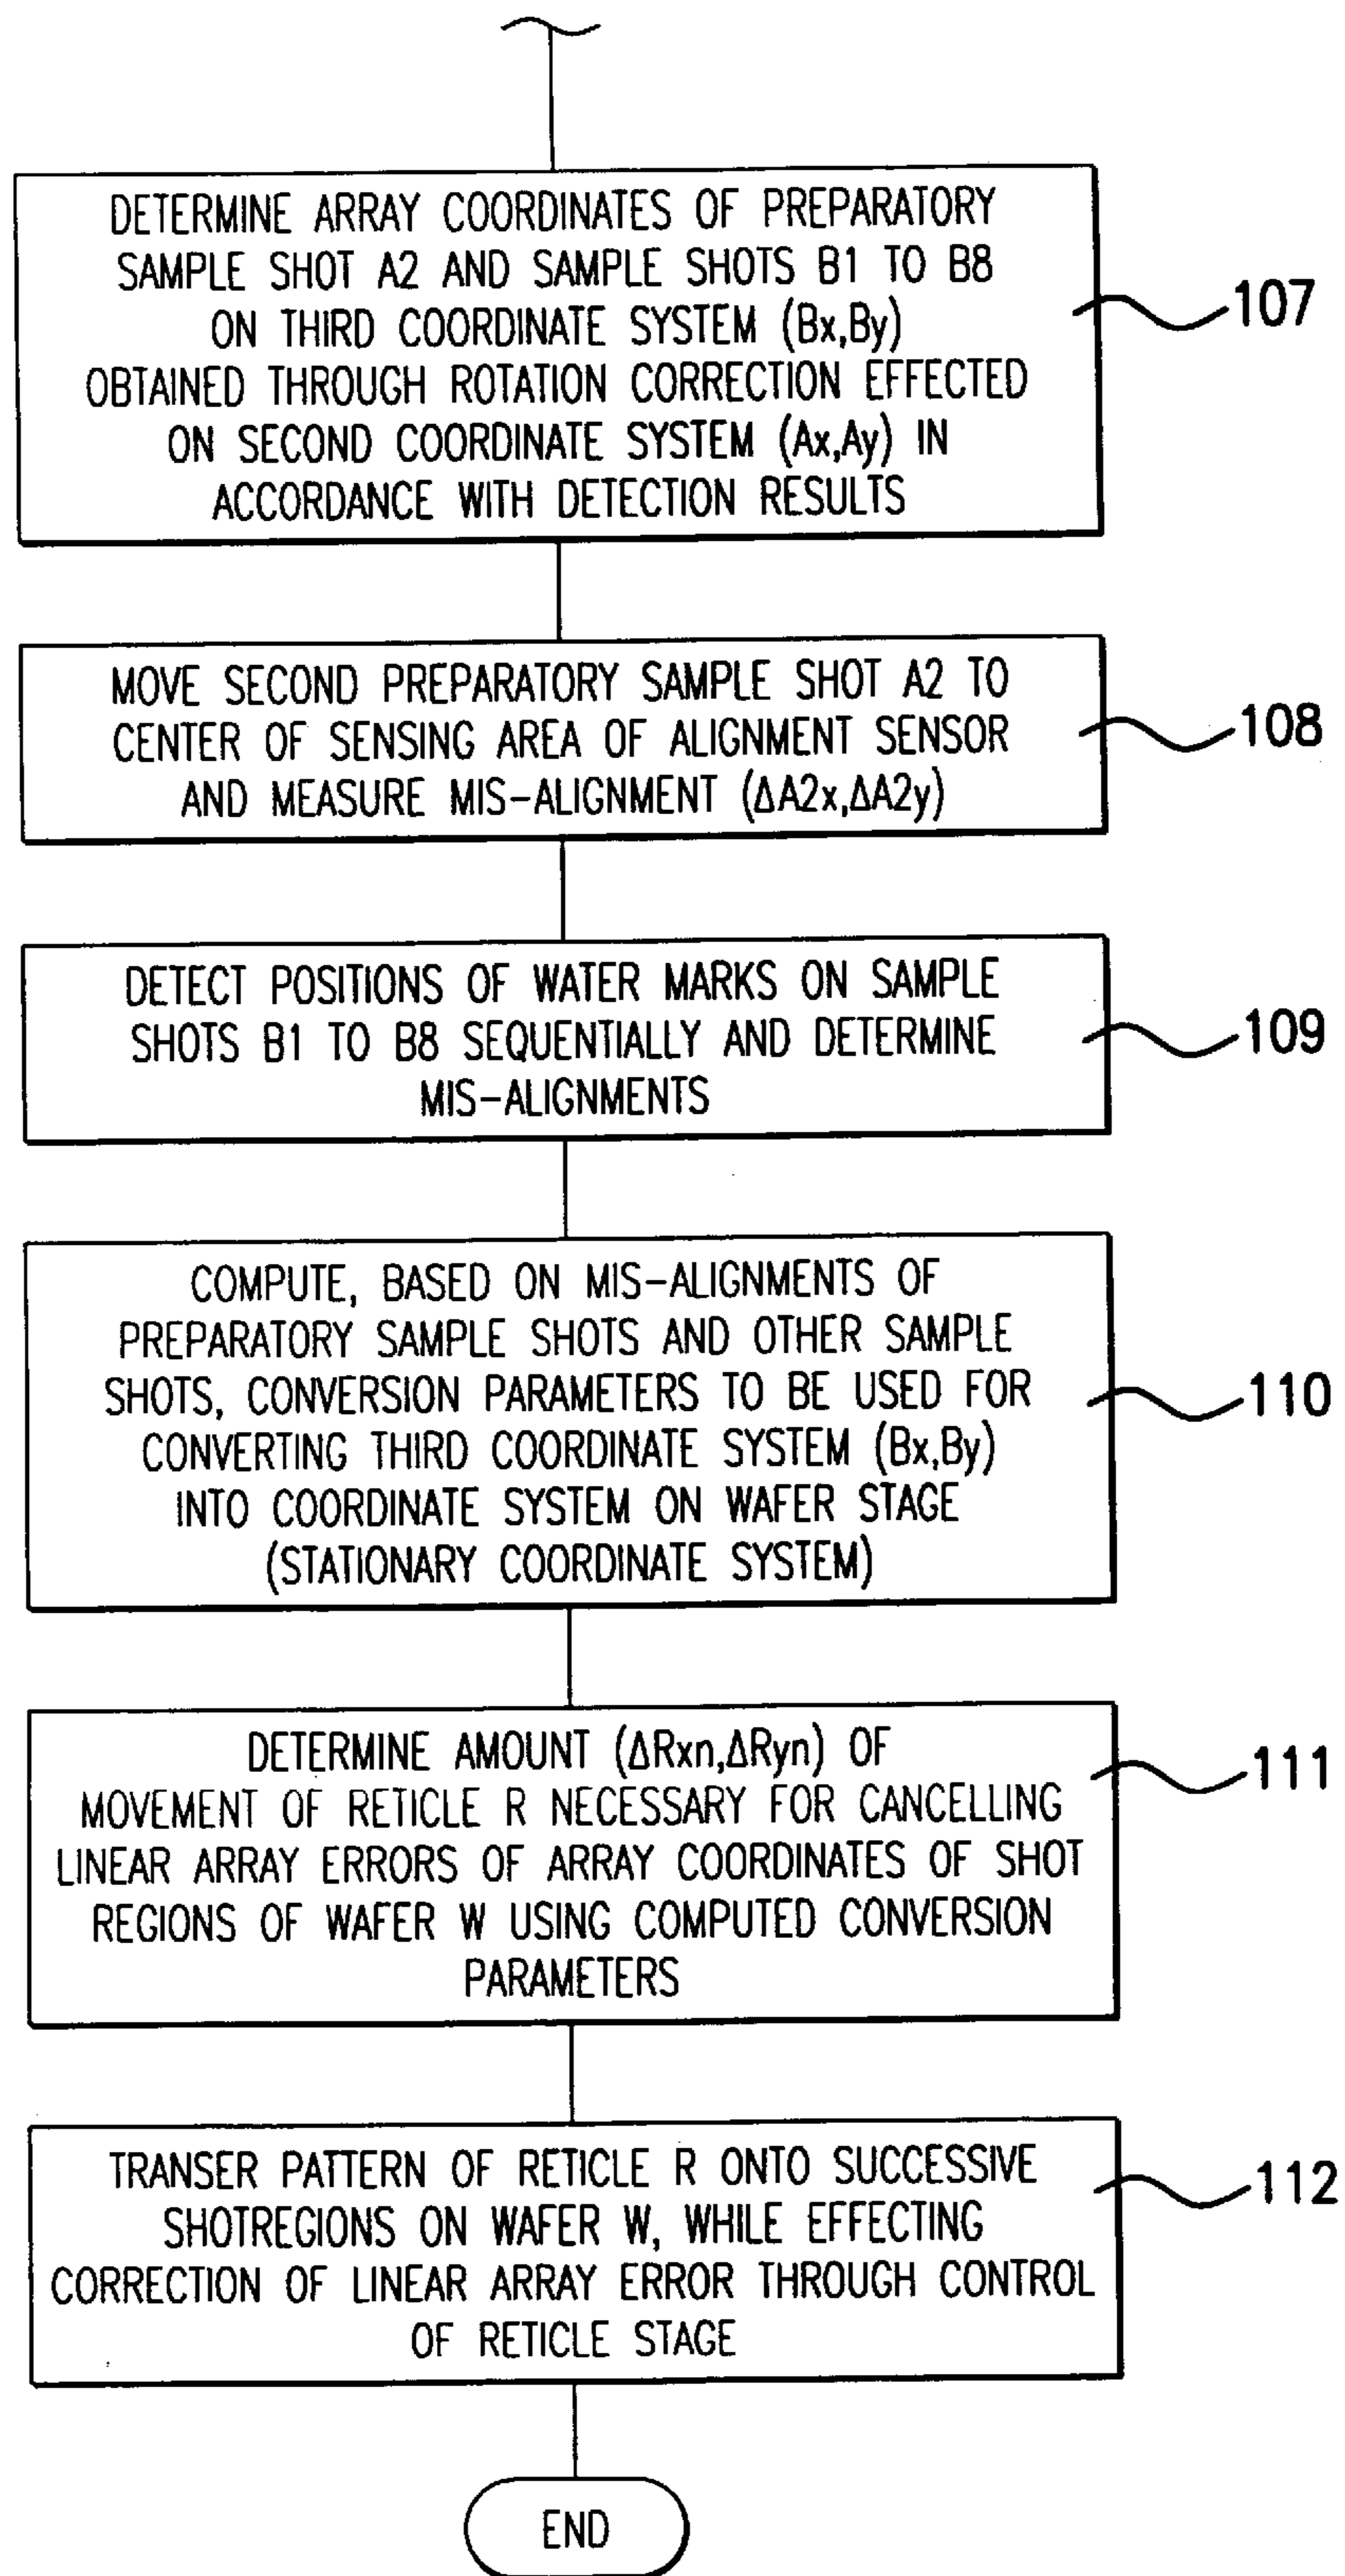 DETERMINE ARRAY COORDINATES OF PREPARATORY
SAMPLE SHOT A2 AND SAMPLE SHOTS B1 TO B8
ON THIRD COORDINATE SYSTEM (Bx,By)
OBTAINED THROUGH ROTATION CORRECTION EFFECTED
ON SECOND COORDINATE SYSTEM (Ax,Ay) IN
ACCORDANCE WITH DETECTION RESULTS
107
MOVE SECOND PREPARATORY SAMPLE SHOT A2 TO
CENTER OF SENSING AREA OF ALIGNMENT SENSOR
AND MEASURE MIS-ALIGNMENT (ΔA2x,ΔA2y)
108
DETECT POSITIONS OF WATER MARKS ON SAMPLE
SHOTS B1 TO B8 SEQUENTIALLY AND DETERMINE
MIS-ALIGNMENTS
109
COMPUTE, BASED ON MIS-ALIGNMENTS OF
PREPARATORY SAMPLE SHOTS AND OTHER SAMPLE
SHOTS, CONVERSION PARAMETERS TO BE USED FOR
CONVERTING THIRD COORDINATE SYSTEM (Bx,By)
INTO COORDINATE SYSTEM ON WAFER STAGE
(STATIONARY COORDINATE SYSTEM)
110
DETERMINE AMOUNT (ΔRxn,ΔRyn) OF
MOVEMENT OF RETICLE R NECESSARY FOR CANCELLING
LINEAR ARRAY ERRORS OF ARRAY COORDINATES OF SHOT
REGIONS OF WAFER W USING COMPUTED CONVERSION
PARAMETERS
111
TRANSER PATTERN OF RETICLE R ONTO SUCCESSIVE
SHOTREGIONS ON WAFER W, WHILE EFFECTING
CORRECTION OF LINEAR ARRAY ERROR THROUGH CONTROL
OF RETICLE STAGE
112
END